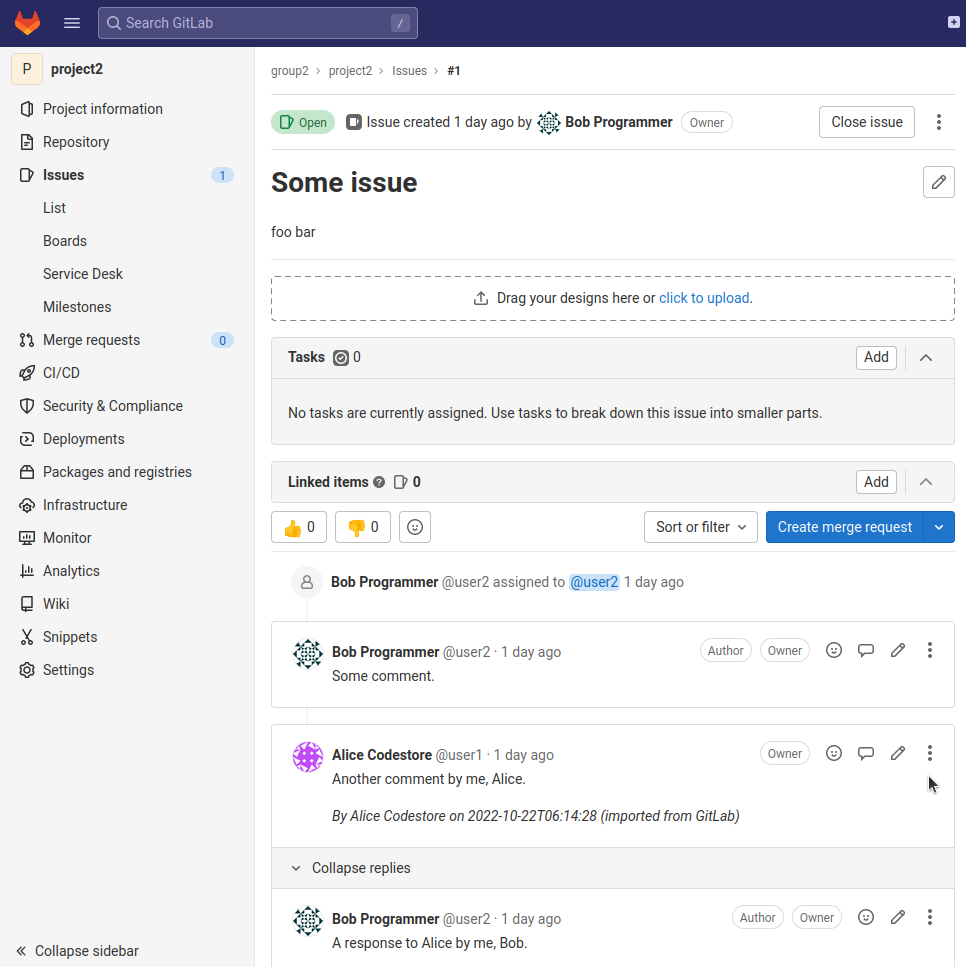 Search GitLab /
P project2
Project information
Repository
Issues 1
List
Boards
Service Desk
Milestones
Merge requests 0
CI/CD
Security & Compliance
Deployments
Packages and registries
Infrastructure
Monitor
Analytics
Wiki
Snippets
Settings
Collapse sidebar
group2 › project2 › Issues › #1
Open Issue created 1 day ago by Bob Programmer Owner Close issue
Some issue
foo bar
Drag your designs here or click to upload.
Tasks 0 Add
No tasks are currently assigned. Use tasks to break down this issue into smaller parts.
Linked items ? 0 Add
👍 0 👎 0 Sort or filter Create merge request
Bob Programmer @user2 assigned to @user2 1 day ago
Bob Programmer @user2 · 1 day ago Author Owner
Some comment.
Alice Codestore @user1 · 1 day ago Owner
Another comment by me, Alice.
By Alice Codestore on 2022-10-22T06:14:28 (imported from GitLab)
Collapse replies
Bob Programmer @user2 · 1 day ago Author Owner
A response to Alice by me, Bob.